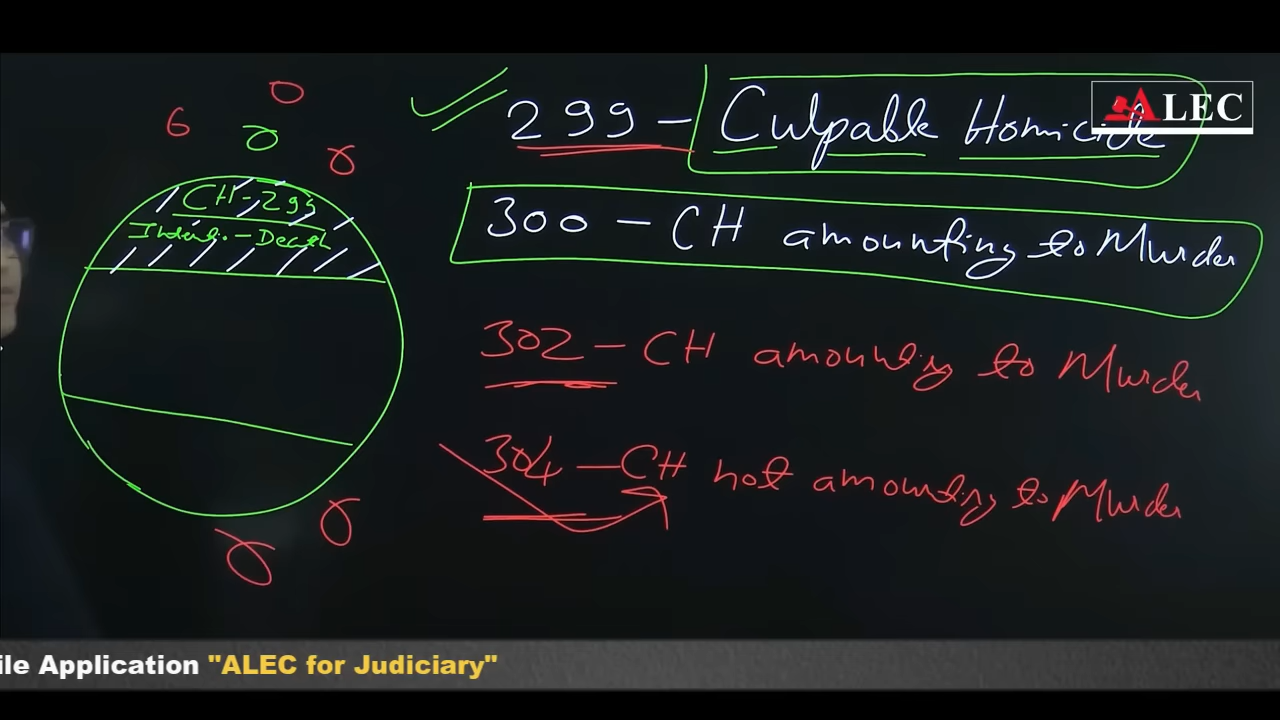 299 - Culpable Homicide
ALEC
300 - CH amounting to Murder
302 - CH amounting to Murder
304 - CH not amounting to Murder
CH-299
Death
ile Application "ALEC for Judiciary"